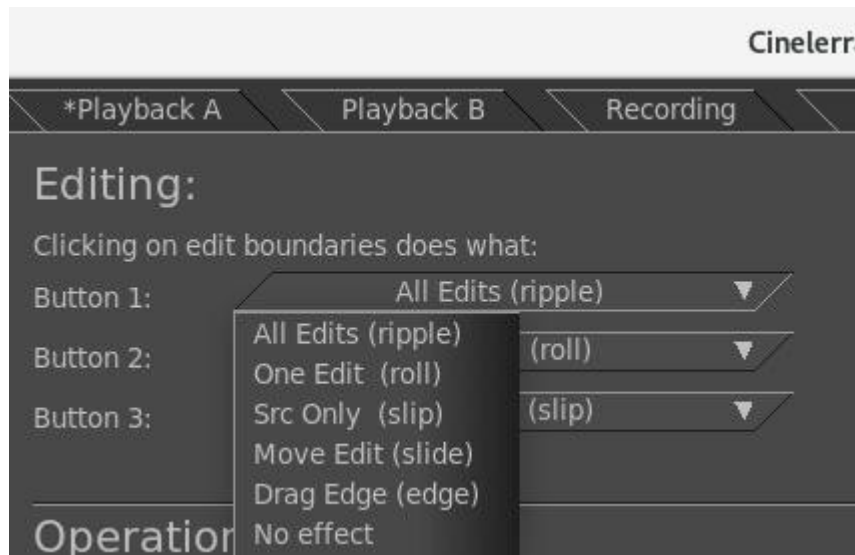 Cinelerr
*Playback A
Playback B
Recording
Editing:
Clicking on edit boundaries does what:
Button 1:
All Edits (ripple)
All Edits (ripple)
Button 2:
(roll)
One Edit (roll)
Button 3:
(slip)
Src Only (slip)
Move Edit (slide)
Drag Edge (edge)
Operation
No effect